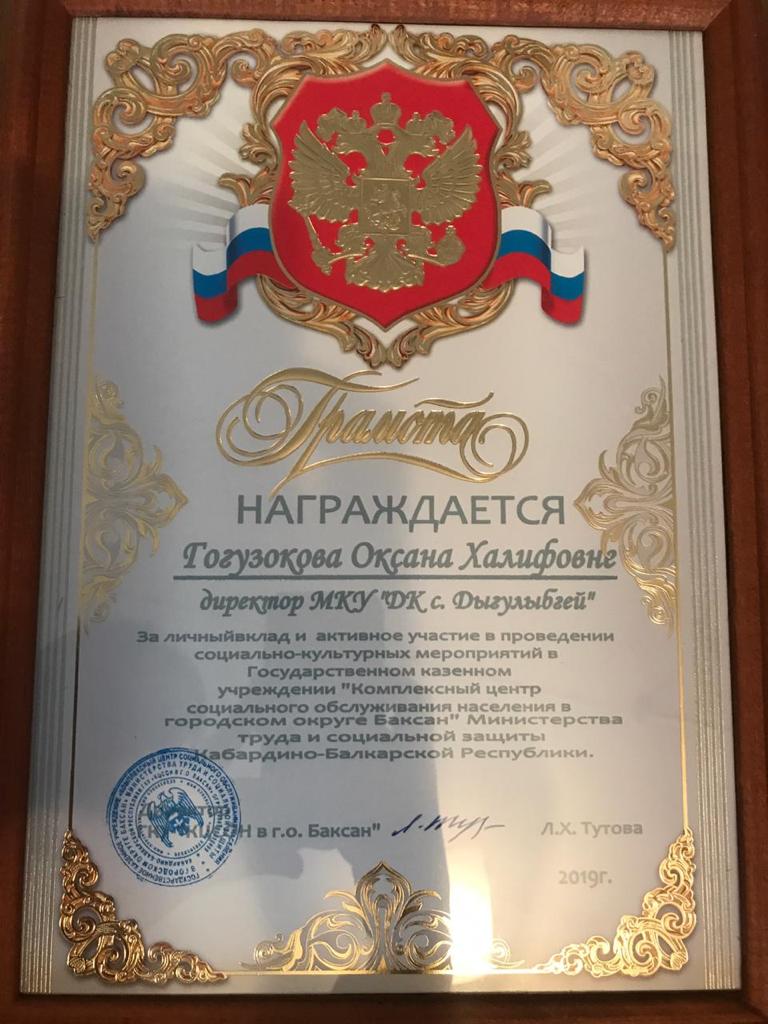 Грамота
НАГРАЖДАЕТСЯ
Гогузокова Оксана Халифовне
директор МКУ "ДК с. Дыгулыбгей"
За личныйвклад и активное участие в проведении
социально-культурных мероприятий в
Государственном казенном
учреждении "Комплексный центр
социального обслуживания населения в
городском округе Баксан" Министерства
труда и социальной защиты
Кабардино-Балкарской Республики.
в г.о. Баксан"
Л.Х. Тутова
2019г.